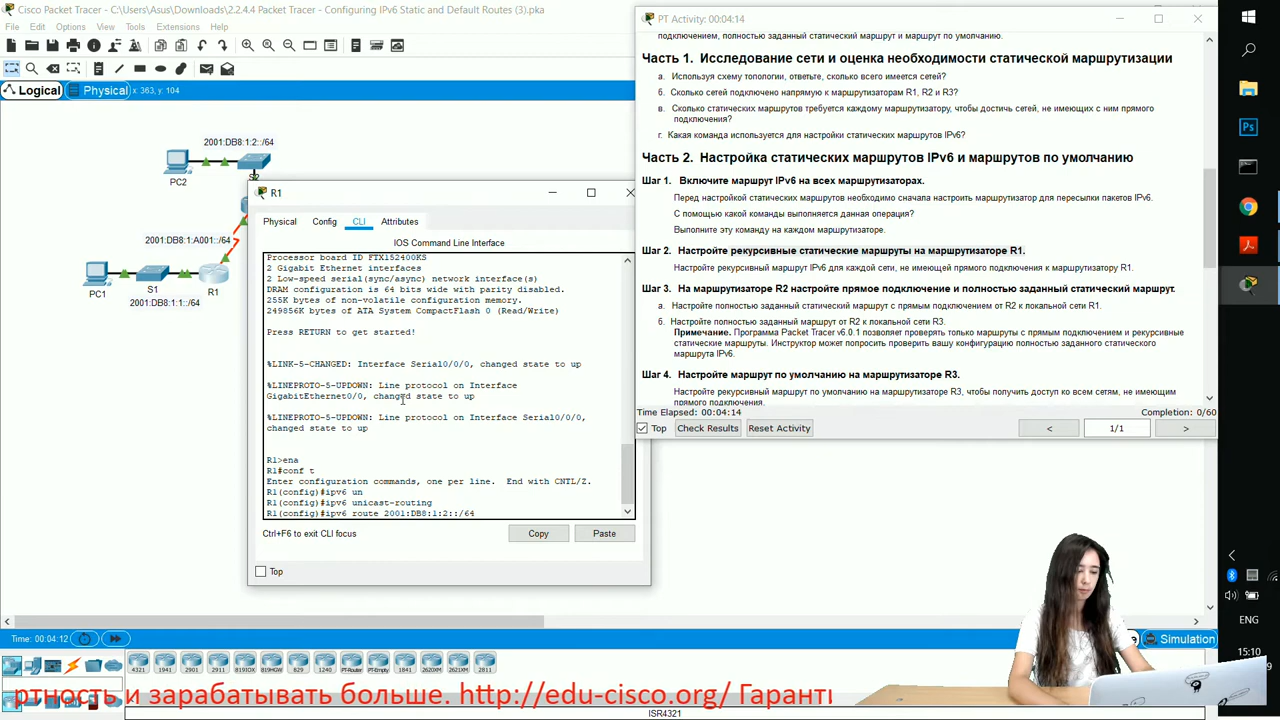 Cisco Packet Tracer - C:\Users\Asus\Downloads\2.2.4.4 Packet Tracer - Configuring IPv6 Static and Default Routes (3).pka
File Edit Options View Tools Extensions Help
Logical Physical x: 363, y: 104
2001:DB8:1:2::/64
PC2
S2
2001:DB8:1:A001::/64
PC1 S1 R1
2001:DB8:1:1::/64
R1
Physical Config CLI Attributes
IOS Command Line Interface
Processor board ID FTX152400KS
2 Gigabit Ethernet interfaces
2 Low-speed serial(sync/async) network interface(s)
DRAM configuration is 64 bits wide with parity disabled.
255K bytes of non-volatile configuration memory.
249856K bytes of ATA System CompactFlash 0 (Read/Write)
Press RETURN to get started!
%LINK-5-CHANGED: Interface Serial0/0/0, changed state to up
%LINEPROTO-5-UPDOWN: Line protocol on Interface
GigabitEthernet0/0, changed state to up
%LINEPROTO-5-UPDOWN: Line protocol on Interface Serial0/0/0,
changed state to up
R1>ena
R1#conf t
Enter configuration commands, one per line. End with CNTL/Z.
R1(config)#ipv6 un
R1(config)#ipv6 unicast-routing
R1(config)#ipv6 route 2001:DB8:1:2::/64
Ctrl+F6 to exit CLI focus
Copy Paste
Top
PT Activity: 00:04:14
подключением, полностью заданный статический маршрут и маршрут по умолчанию.
Часть 1. Исследование сети и оценка необходимости статической маршрутизации
а. Используя схему топологии, ответьте, сколько всего имеется сетей?
б. Сколько сетей подключено напрямую к маршрутизаторам R1, R2 и R3?
в. Сколько статических маршрутов требуется каждому маршрутизатору, чтобы достичь сетей, не имеющих с ним прямого
подключения?
г. Какая команда используется для настройки статических маршрутов IPv6?
Часть 2. Настройка статических маршрутов IPv6 и маршрутов по умолчанию
Шаг 1. Включите маршрут IPv6 на всех маршрутизаторах.
Перед настройкой статических маршрутов необходимо сначала настроить маршрутизатор для пересылки пакетов IPv6.
С помощью какой команды выполняется данная операция?
Выполните эту команду на каждом маршрутизаторе.
Шаг 2. Настройте рекурсивные статические маршруты на маршрутизаторе R1.
Настройте рекурсивный маршрут IPv6 для каждой сети, не имеющей прямого подключения к маршрутизатору R1.
Шаг 3. На маршрутизаторе R2 настройте прямое подключение и полностью заданный статический маршрут.
а. Настройте полностью заданный статический маршрут с прямым подключением от R2 к локальной сети R1.
б. Настройте полностью заданный маршрут от R2 к локальной сети R3.
Примечание. Программа Packet Tracer v6.0.1 позволяет проверять только маршруты с прямым подключением и рекурсивные
статические маршруты. Инструктор может попросить проверить вашу конфигурацию полностью заданного статического
маршрута IPv6.
Шаг 4. Настройте маршрут по умолчанию на маршрутизаторе R3.
Настройте рекурсивный маршрут по умолчанию на маршрутизаторе R3, чтобы получить доступ ко всем сетям, не имеющим
прямого подключения.
Time Elapsed: 00:04:14 Completion: 0/60
Top Check Results Reset Activity < 1/1 >
ENG
15:10
Time: 00:04:12
Simulation
4321 1941 2901 2911 819IOX 819HGW 829 1240 PT-Router PT-Empty 1841 2620XM 2621XM 2811
ртность и зарабатывать больше. http://edu-cisco.org/ Гаранти
ISR4321